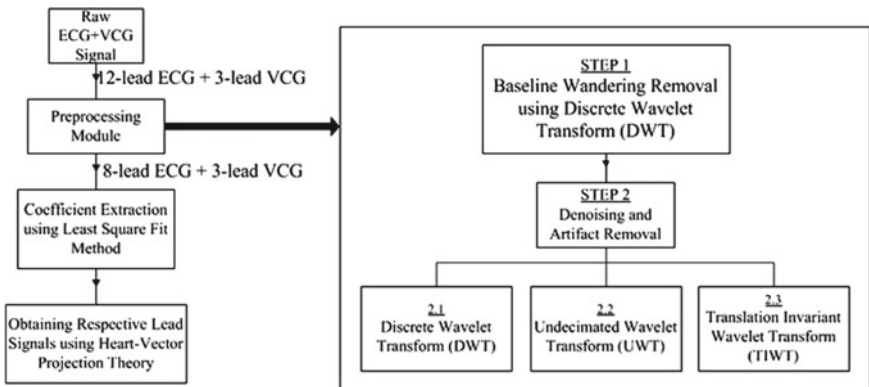 Raw
ECG+VCG
Signal
12-lead ECG + 3-lead VCG
Preprocessing
Module
8-lead ECG + 3-lead VCG
Coefficient Extraction
using Least Square Fit
Method
Obtaining Respective Lead
Signals using Heart-Vector
Projection Theory
STEP 1
Baseline Wandering Removal
using Discrete Wavelet
Transform (DWT)
STEP 2
Denoising and
Artifact Removal
2.1
Discrete Wavelet
Transform (DWT)
2.2
Undecimated Wavelet
Transform (UWT)
2.3
Translation Invariant
Wavelet Transform
(TIWT)